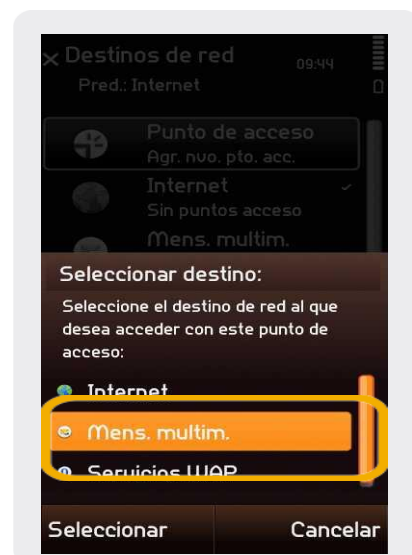 Destinos de red
09:44
Pred.: Internet
Punto de acceso
Agr. nvo. pto. acc.
Internet
Sin puntos acceso
Mens. multim.
Seleccionar destino:
Seleccione el destino de red al que
desea acceder con este punto de
acceso:
Internet
Mens. multim.
Servicios WAP
Seleccionar
Cancelar